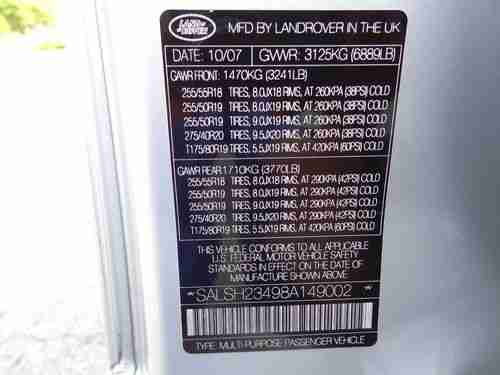 LAND ROVER
MFD BY LANDROVER IN THE UK
DATE: 10/07 GVWR: 3125KG (6889LB)
GAWR FRONT: 1470KG (3241LB)
255/55R18 TIRES, 8.0JX18 RIMS, AT 260KPA (38PSI) COLD
255/50R19 TIRES, 8.0JX19 RIMS, AT 260KPA (38PSI) COLD
255/50R19 TIRES, 9.0JX19 RIMS, AT 260KPA (38PSI) COLD
275/40R20 TIRES, 9.5JX20 RIMS, AT 260KPA (38PSI) COLD
T175/80R19 TIRES, 5.5JX19 RIMS, AT 420KPA (60PSI) COLD
GAWR REAR: 1710KG (3770LB)
255/55R18 TIRES, 8.0JX18 RIMS, AT 290KPA (42PSI) COLD
255/50R19 TIRES, 8.0JX19 RIMS, AT 290KPA (42PSI) COLD
255/50R19 TIRES, 9.0JX19 RIMS, AT 290KPA (42PSI) COLD
275/40R20 TIRES, 9.5JX20 RIMS, AT 290KPA (42PSI) COLD
T175/80R19 TIRES, 5.5JX19 RIMS, AT 420KPA (60PSI) COLD
THIS VEHICLE CONFORMS TO ALL APPLICABLE
U.S. FEDERAL MOTOR VEHICLE SAFETY
STANDARDS IN EFFECT ON THE DATE OF
MANUFACTURE SHOWN ABOVE
*SALSH23498A149002*
TYPE: MULTI-PURPOSE PASSENGER VEHICLE